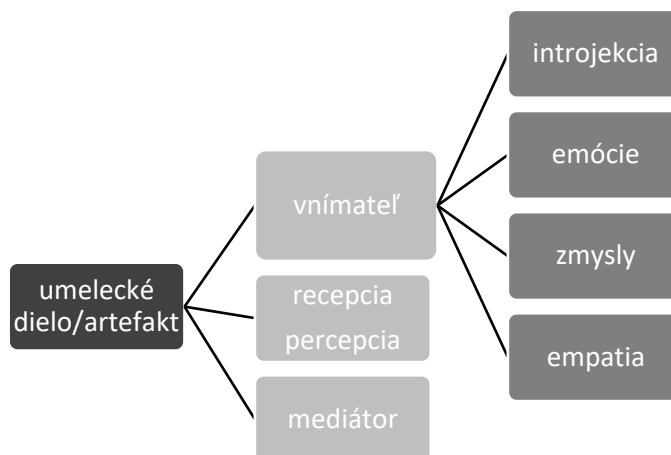 umelecké
dielo/artefakt
vnímateľ
recepcia
percepcia
mediátor
introjekcia
emócie
zmysly
empatia